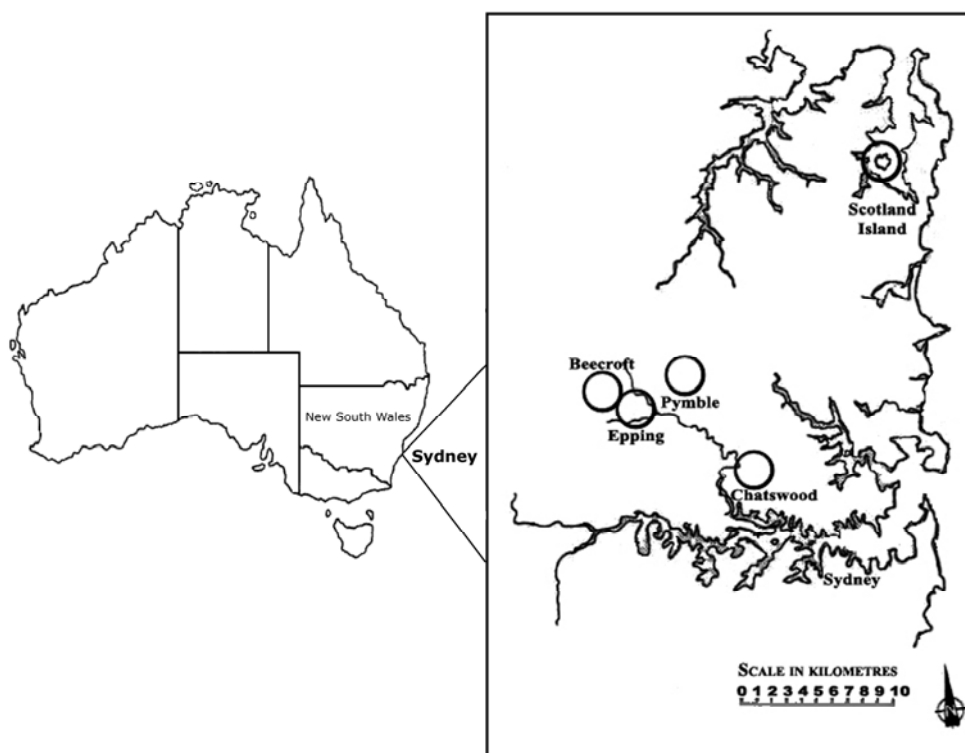 New South Wales
Sydney
Scotland
Island
Beecroft
Pymble
Epping
Chatswood
Sydney
SCALE IN KILOMETRES
0 1 2 3 4 5 6 7 8 9 10
N